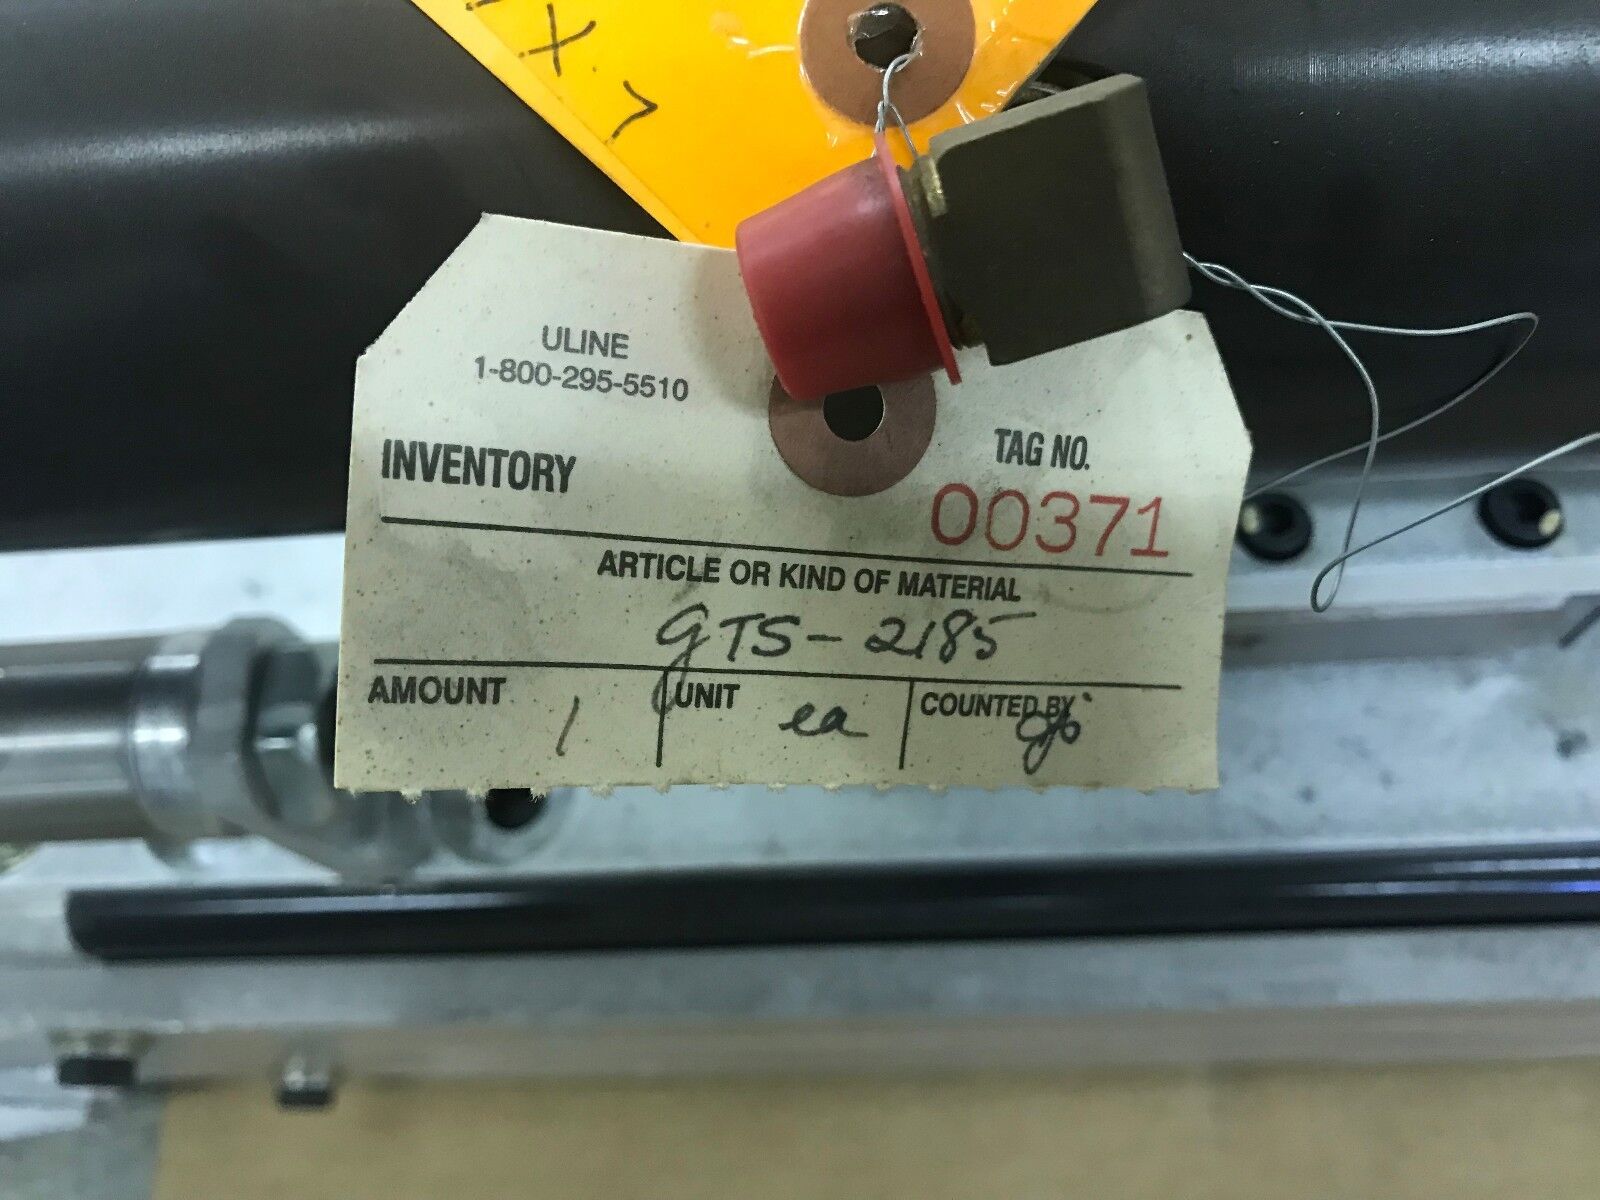 ULINE
1-800-295-5510
INVENTORY
TAG NO.
00371
ARTICLE OR KIND OF MATERIAL
GTS-2185
AMOUNT
1
UNIT
ea
COUNTED BY